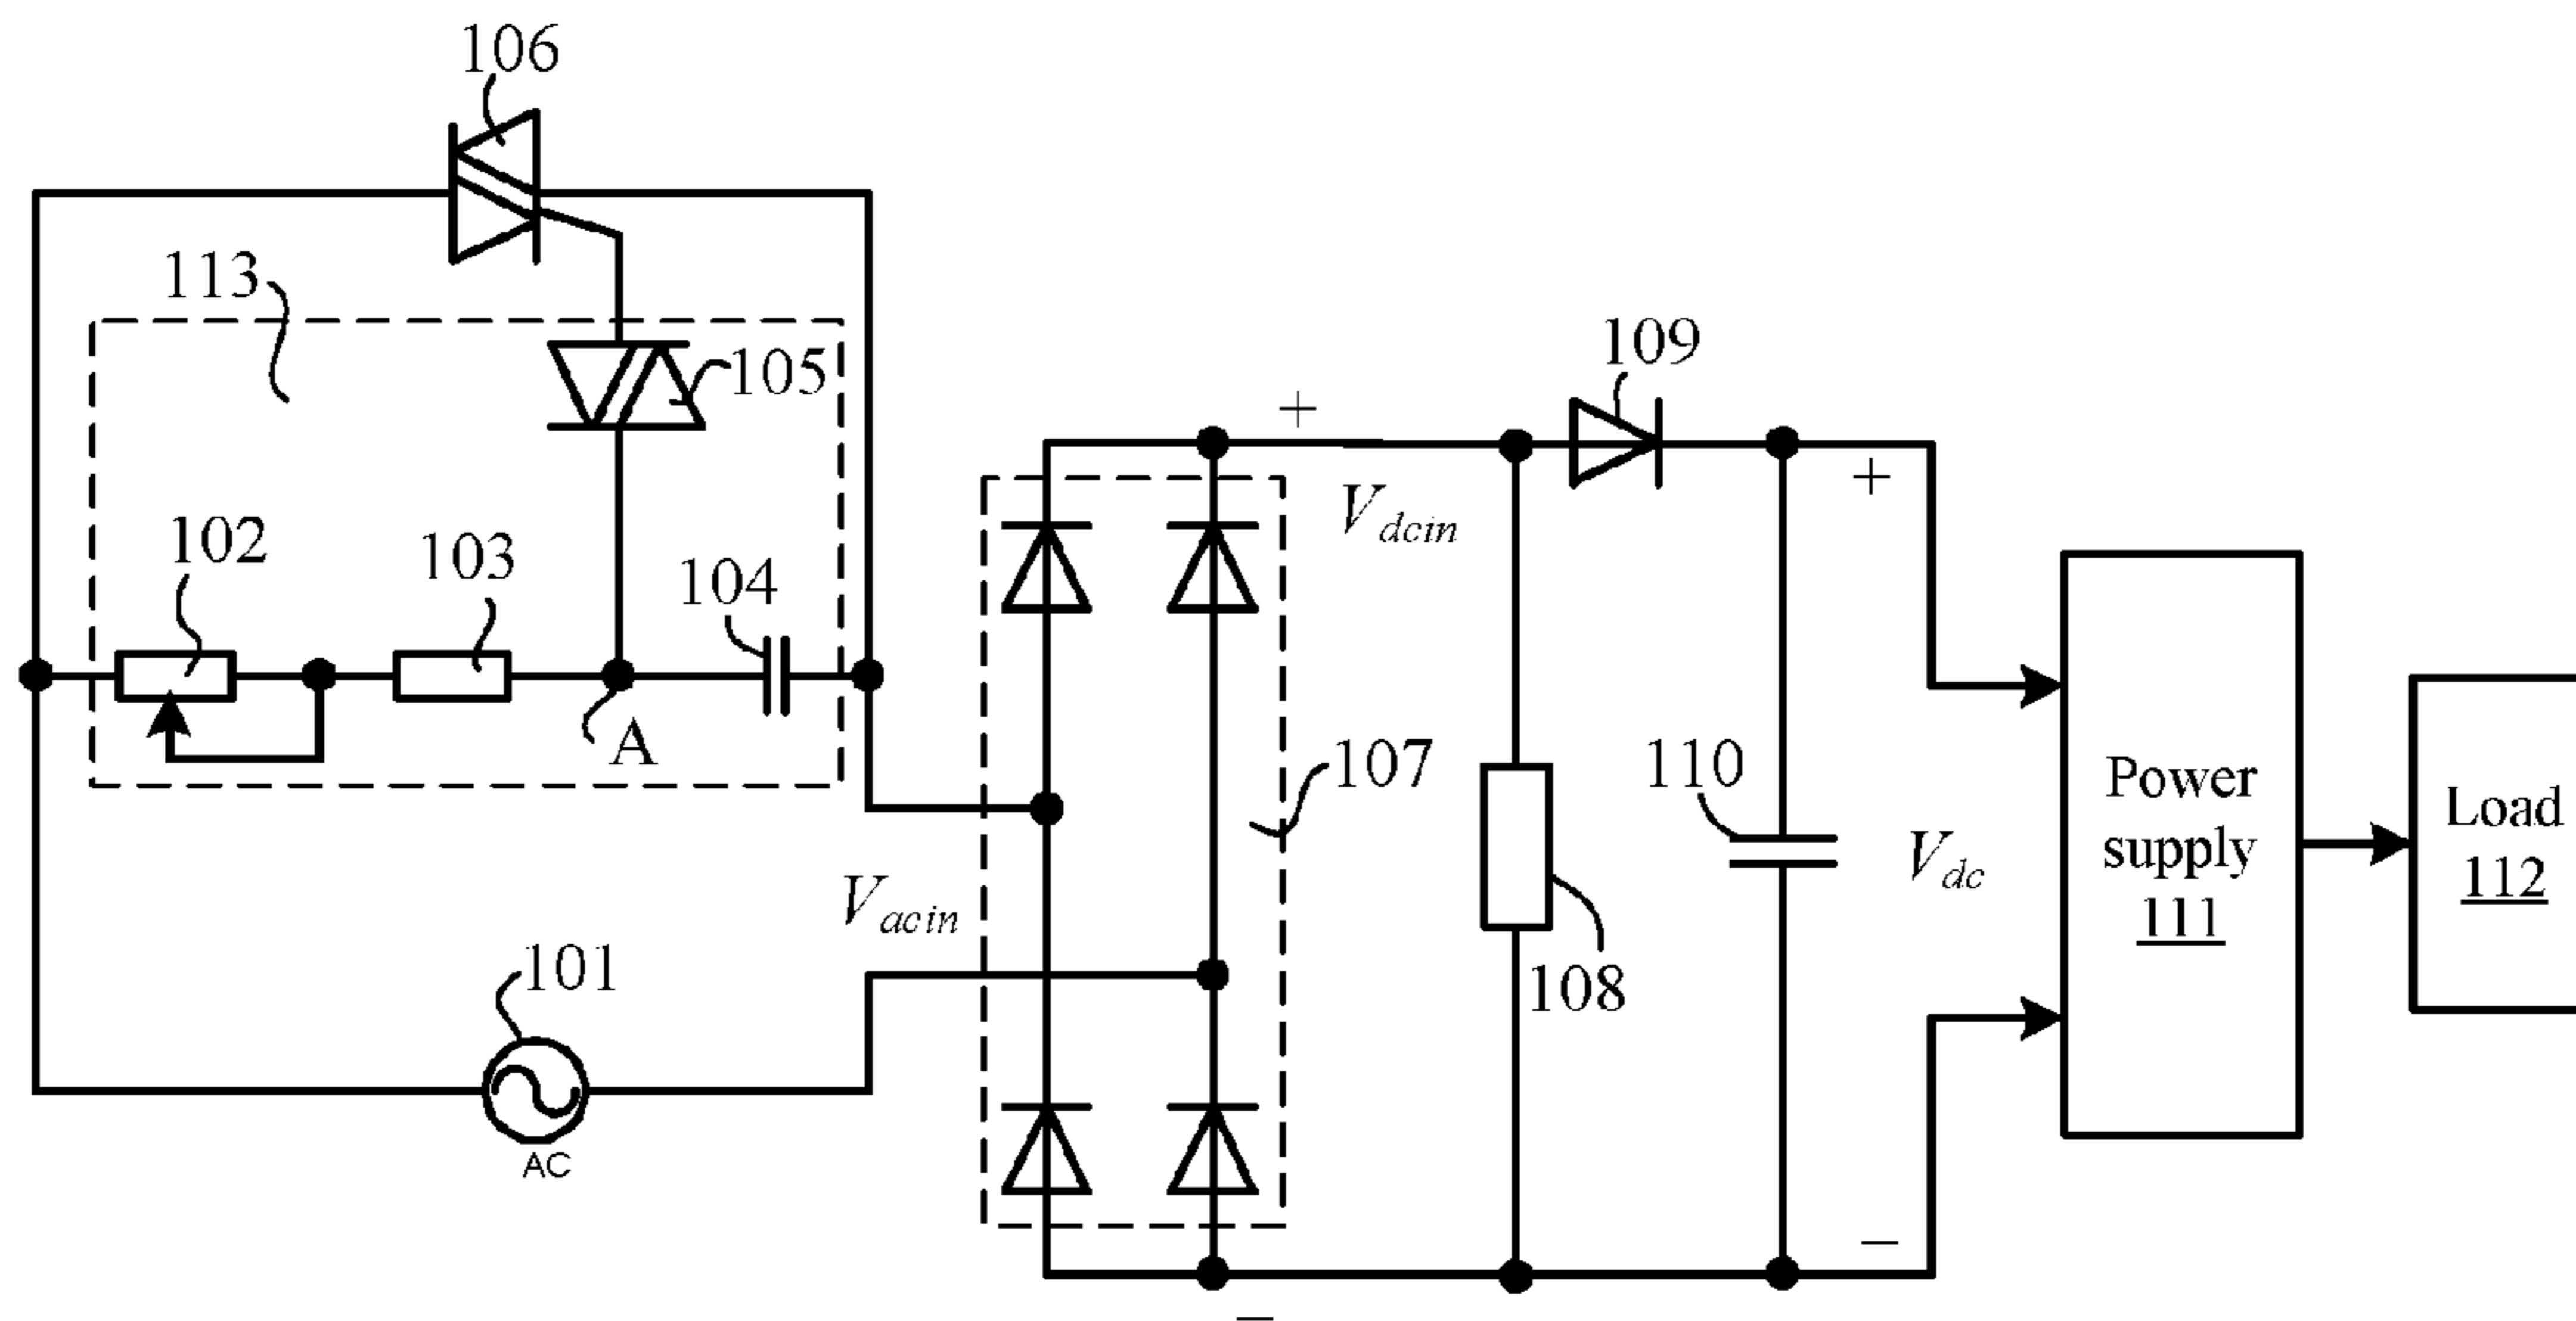 106
113
105
109
+
+
V_dcin
102
103
104
A
107
110
Power
supply
111
Load
112
V_acin
V_dc
101
108
AC
−
−